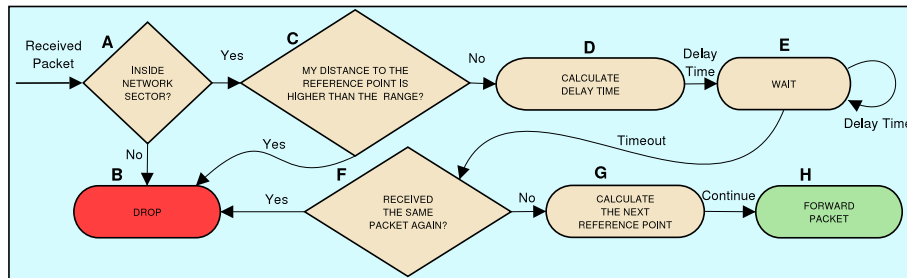 A
Received
Packet
INSIDE
NETWORK
SECTOR?
Yes
C
MY DISTANCE TO THE
REFERENCE POINT IS
HIGHER THAN THE RANGE?
No
D
CALCULATE
DELAY TIME
Delay
Time
E
WAIT
Delay Time
No
Yes
Timeout
B
DROP
Yes
F
RECEIVED
THE SAME
PACKET AGAIN?
No
G
CALCULATE
THE NEXT
REFERENCE POINT
Continue
H
FORWARD
PACKET